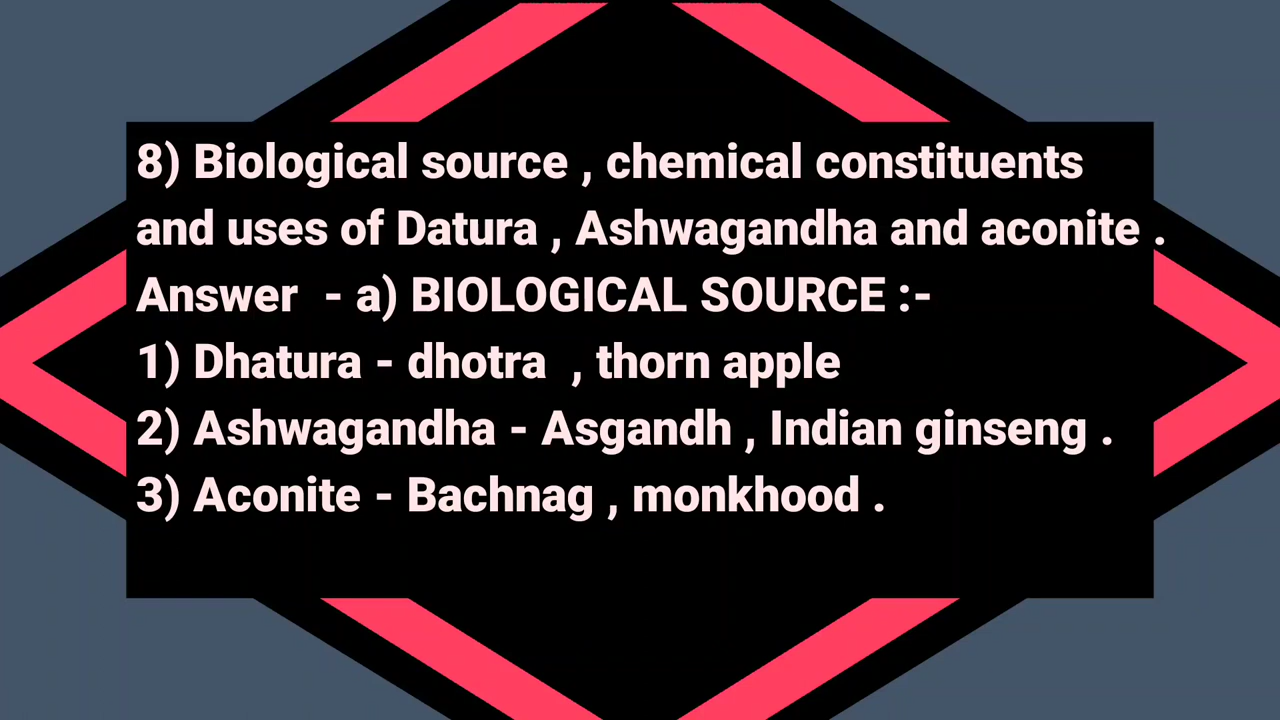 8) Biological source , chemical constituents
and uses of Datura , Ashwagandha and aconite .
Answer  - a) BIOLOGICAL SOURCE :-
1) Dhatura - dhotra  , thorn apple
2) Ashwagandha - Asgandh , Indian ginseng .
3) Aconite - Bachnag , monkhood .